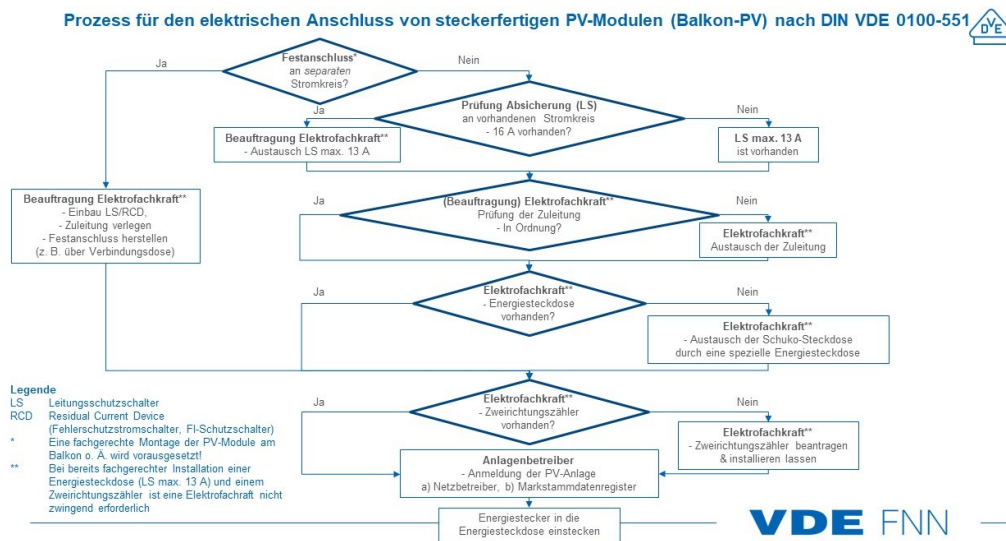 Prozess für den elektrischen Anschluss von steckerfertigen PV-Modulen (Balkon-PV) nach DIN VDE 0100-551
DVE
Festanschluss*
an separaten
Stromkreis?
Ja
Nein
Prüfung Absicherung (LS)
an vorhandenen Stromkreis
- 16 A vorhanden?
Ja
Nein
Beauftragung Elektrofachkraft**
- Austausch LS max. 13 A
LS max. 13 A
ist vorhanden
Beauftragung Elektrofachkraft**
- Einbau LS/RCD,
- Zuleitung verlegen
- Festanschluss herstellen
(z. B. über Verbindungsdose)
(Beauftragung) Elektrofachkraft**
Prüfung der Zuleitung
- In Ordnung?
Ja
Nein
Elektrofachkraft**
Austausch der Zuleitung
Elektrofachkraft**
- Energiesteckdose
vorhanden?
Ja
Nein
Elektrofachkraft**
- Austausch der Schuko-Steckdose
durch eine spezielle Energiesteckdose
Elektrofachkraft**
- Zweirichtungszähler
vorhanden?
Ja
Nein
Elektrofachkraft**
- Zweirichtungszähler beantragen
& installieren lassen
Anlagenbetreiber
- Anmeldung der PV-Anlage
a) Netzbetreiber, b) Markstammdatenregister
Energiestecker in die
Energiesteckdose einstecken
Legende
LS Leitungsschutzschalter
RCD Residual Current Device
(Fehlerschutzstromschalter, FI-Schutzschalter)
* Eine fachgerechte Montage der PV-Module am
Balkon o. Ä. wird vorausgesetzt!
** Bei bereits fachgerechter Installation einer
Energiesteckdose (LS max. 13 A) und einem
Zweirichtungszähler ist eine Elektrofachraft nicht
zwingend erforderlich
VDE FNN